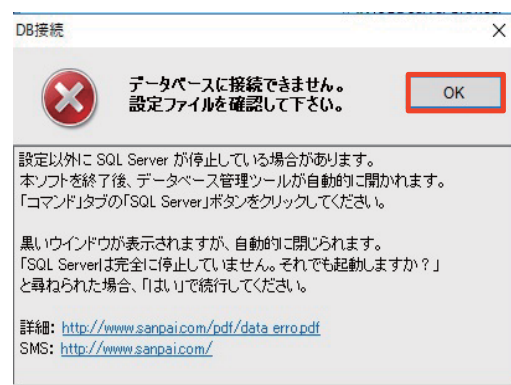 DB接続
データベースに接続できません。
設定ファイルを確認して下さい。
OK
設定以外に SQL Server が停止している場合があります。
本ソフトを終了後、データベース管理ツールが自動的に開かれます。
「コマンド」タブの「SQL Server」ボタンをクリックしてください。
黒いウインドウが表示されますが、自動的に閉じられます。
「SQL Serverは完全に停止していません。それでも起動しますか？」
と尋ねられた場合、「はい」で続行してください。
詳細: http://www.sanpai.com/pdf/data erro.pdf
SMS: http://www.sanpai.com/